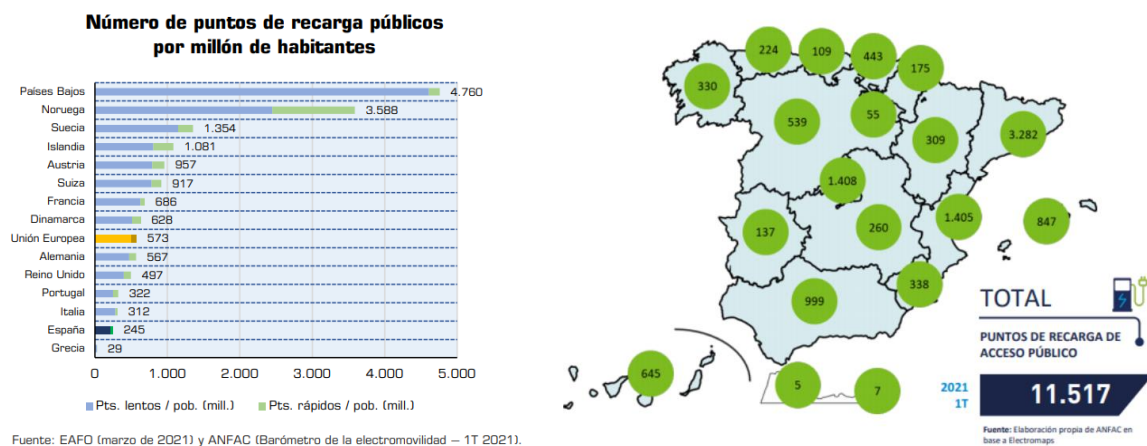 Número de puntos de recarga públicos
por millón de habitantes
Países Bajos 4.760
Noruega 3.588
Suecia 1.354
Islandia 1.081
Austria 957
Suiza 917
Francia 686
Dinamarca 628
Unión Europea 573
Alemania 567
Reino Unido 497
Portugal 322
Italia 312
España 245
Grecia 29
0 1.000 2.000 3.000 4.000 5.000
Pts. lentos / pob. (mill.) Pts. rápidos / pob. (mill.)
Fuente: EAFO (marzo de 2021) y ANFAC (Barómetro de la electromovilidad – 1T 2021).
224
109
443
175
330
539
55
309
3.282
1.408
137
260
1.405
847
999
338
645
5
7
TOTAL
PUNTOS DE RECARGA DE
ACCESO PÚBLICO
2021
1T
11.517
Fuente: Elaboración propia de ANFAC en
base a Electromaps